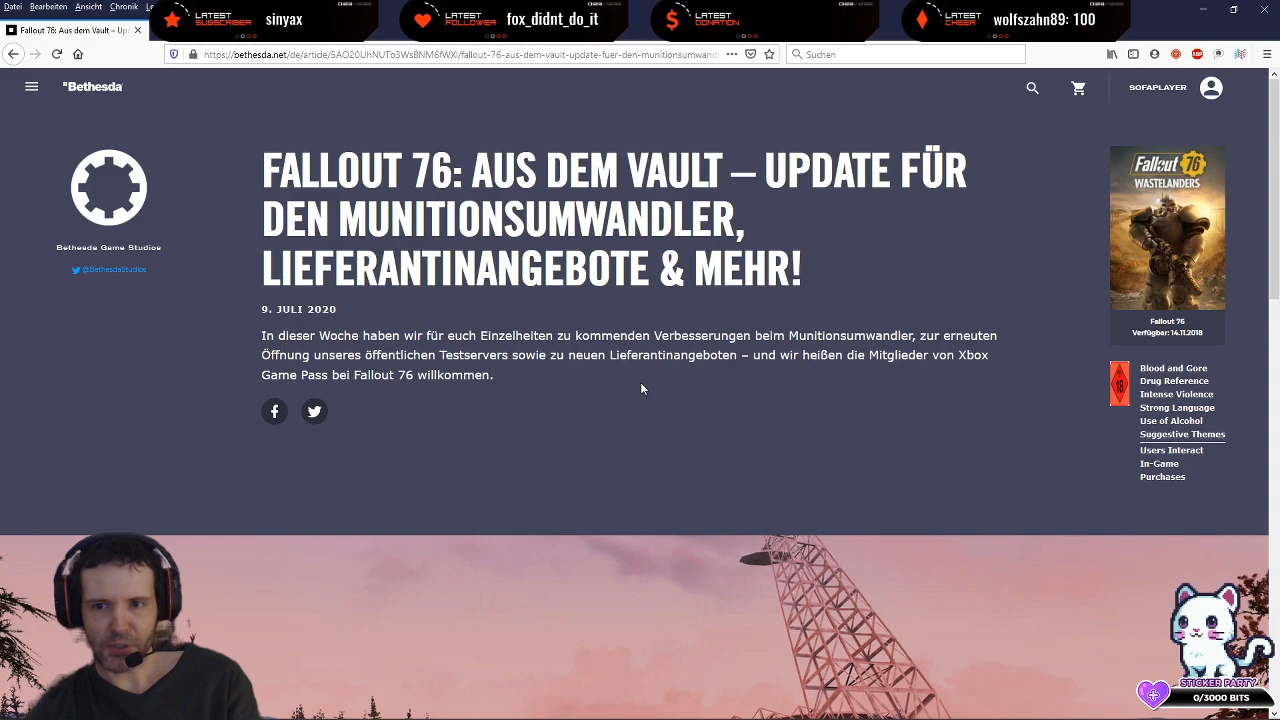 Datei Bearbeiten Ansicht Chronik
LATEST SUBSCRIBER sinyax
LATEST FOLLOWER fox_didnt_do_it
LATEST DONATION
LATEST CHEER wolfszahn89: 100
Fallout 76: Aus dem Vault – Up
https://bethesda.net/de/article/5AO20UhNUTo3Ws8NM6fWXl/fallout-76-aus-dem-vault-update-fuer-den-munitionsumwandl
Suchen
Bethesda
SOFAPLAYER
FALLOUT 76: AUS DEM VAULT – UPDATE FÜR
DEN MUNITIONSUMWANDLER,
LIEFERANTINANGEBOTE & MEHR!
Bethesda Game Studios
@BethesdaStudios
9. JULI 2020
In dieser Woche haben wir für euch Einzelheiten zu kommenden Verbesserungen beim Munitionsumwandler, zur erneuten
Öffnung unseres öffentlichen Testservers sowie zu neuen Lieferantinangeboten – und wir heißen die Mitglieder von Xbox
Game Pass bei Fallout 76 willkommen.
Fallout 76
WASTELANDERS
Fallout 76
Verfügbar: 14.11.2018
18
Blood and Gore
Drug Reference
Intense Violence
Strong Language
Use of Alcohol
Suggestive Themes
Users Interact
In-Game
Purchases
STICKER PARTY
0/3000 BITS